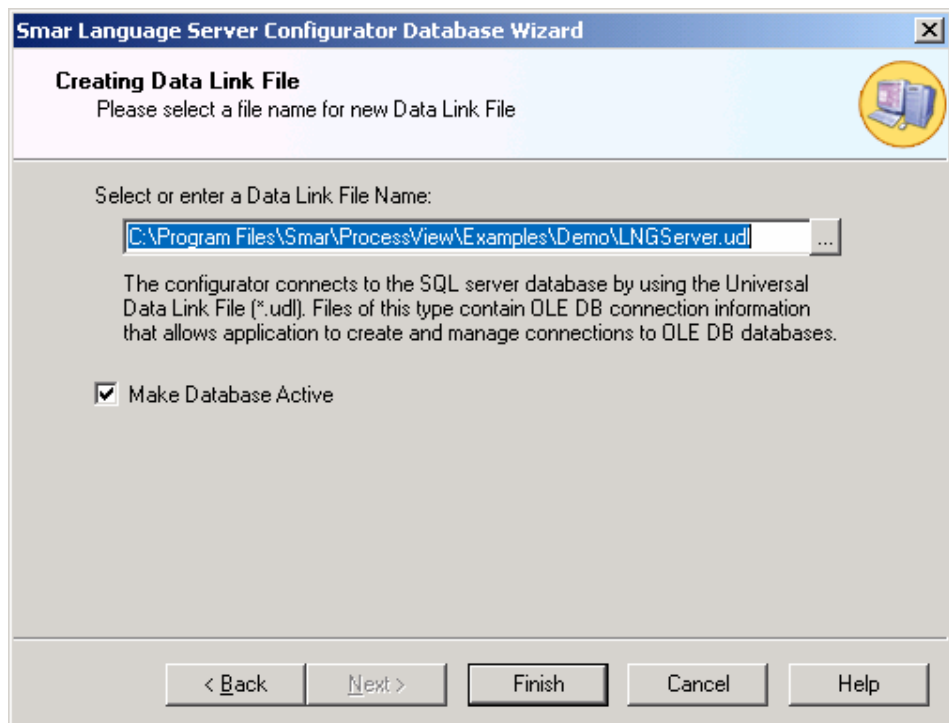 Smar Language Server Configurator Database Wizard
Creating Data Link File
Please select a file name for new Data Link File
Select or enter a Data Link File Name:
C:\Program Files\Smar\ProcessView\Examples\Demo\LNGServer.udl
...
The configurator connects to the SQL server database by using the Universal
Data Link File (*.udl). Files of this type contain OLE DB connection information
that allows application to create and manage connections to OLE DB databases.
Make Database Active
< Back
Next >
Finish
Cancel
Help